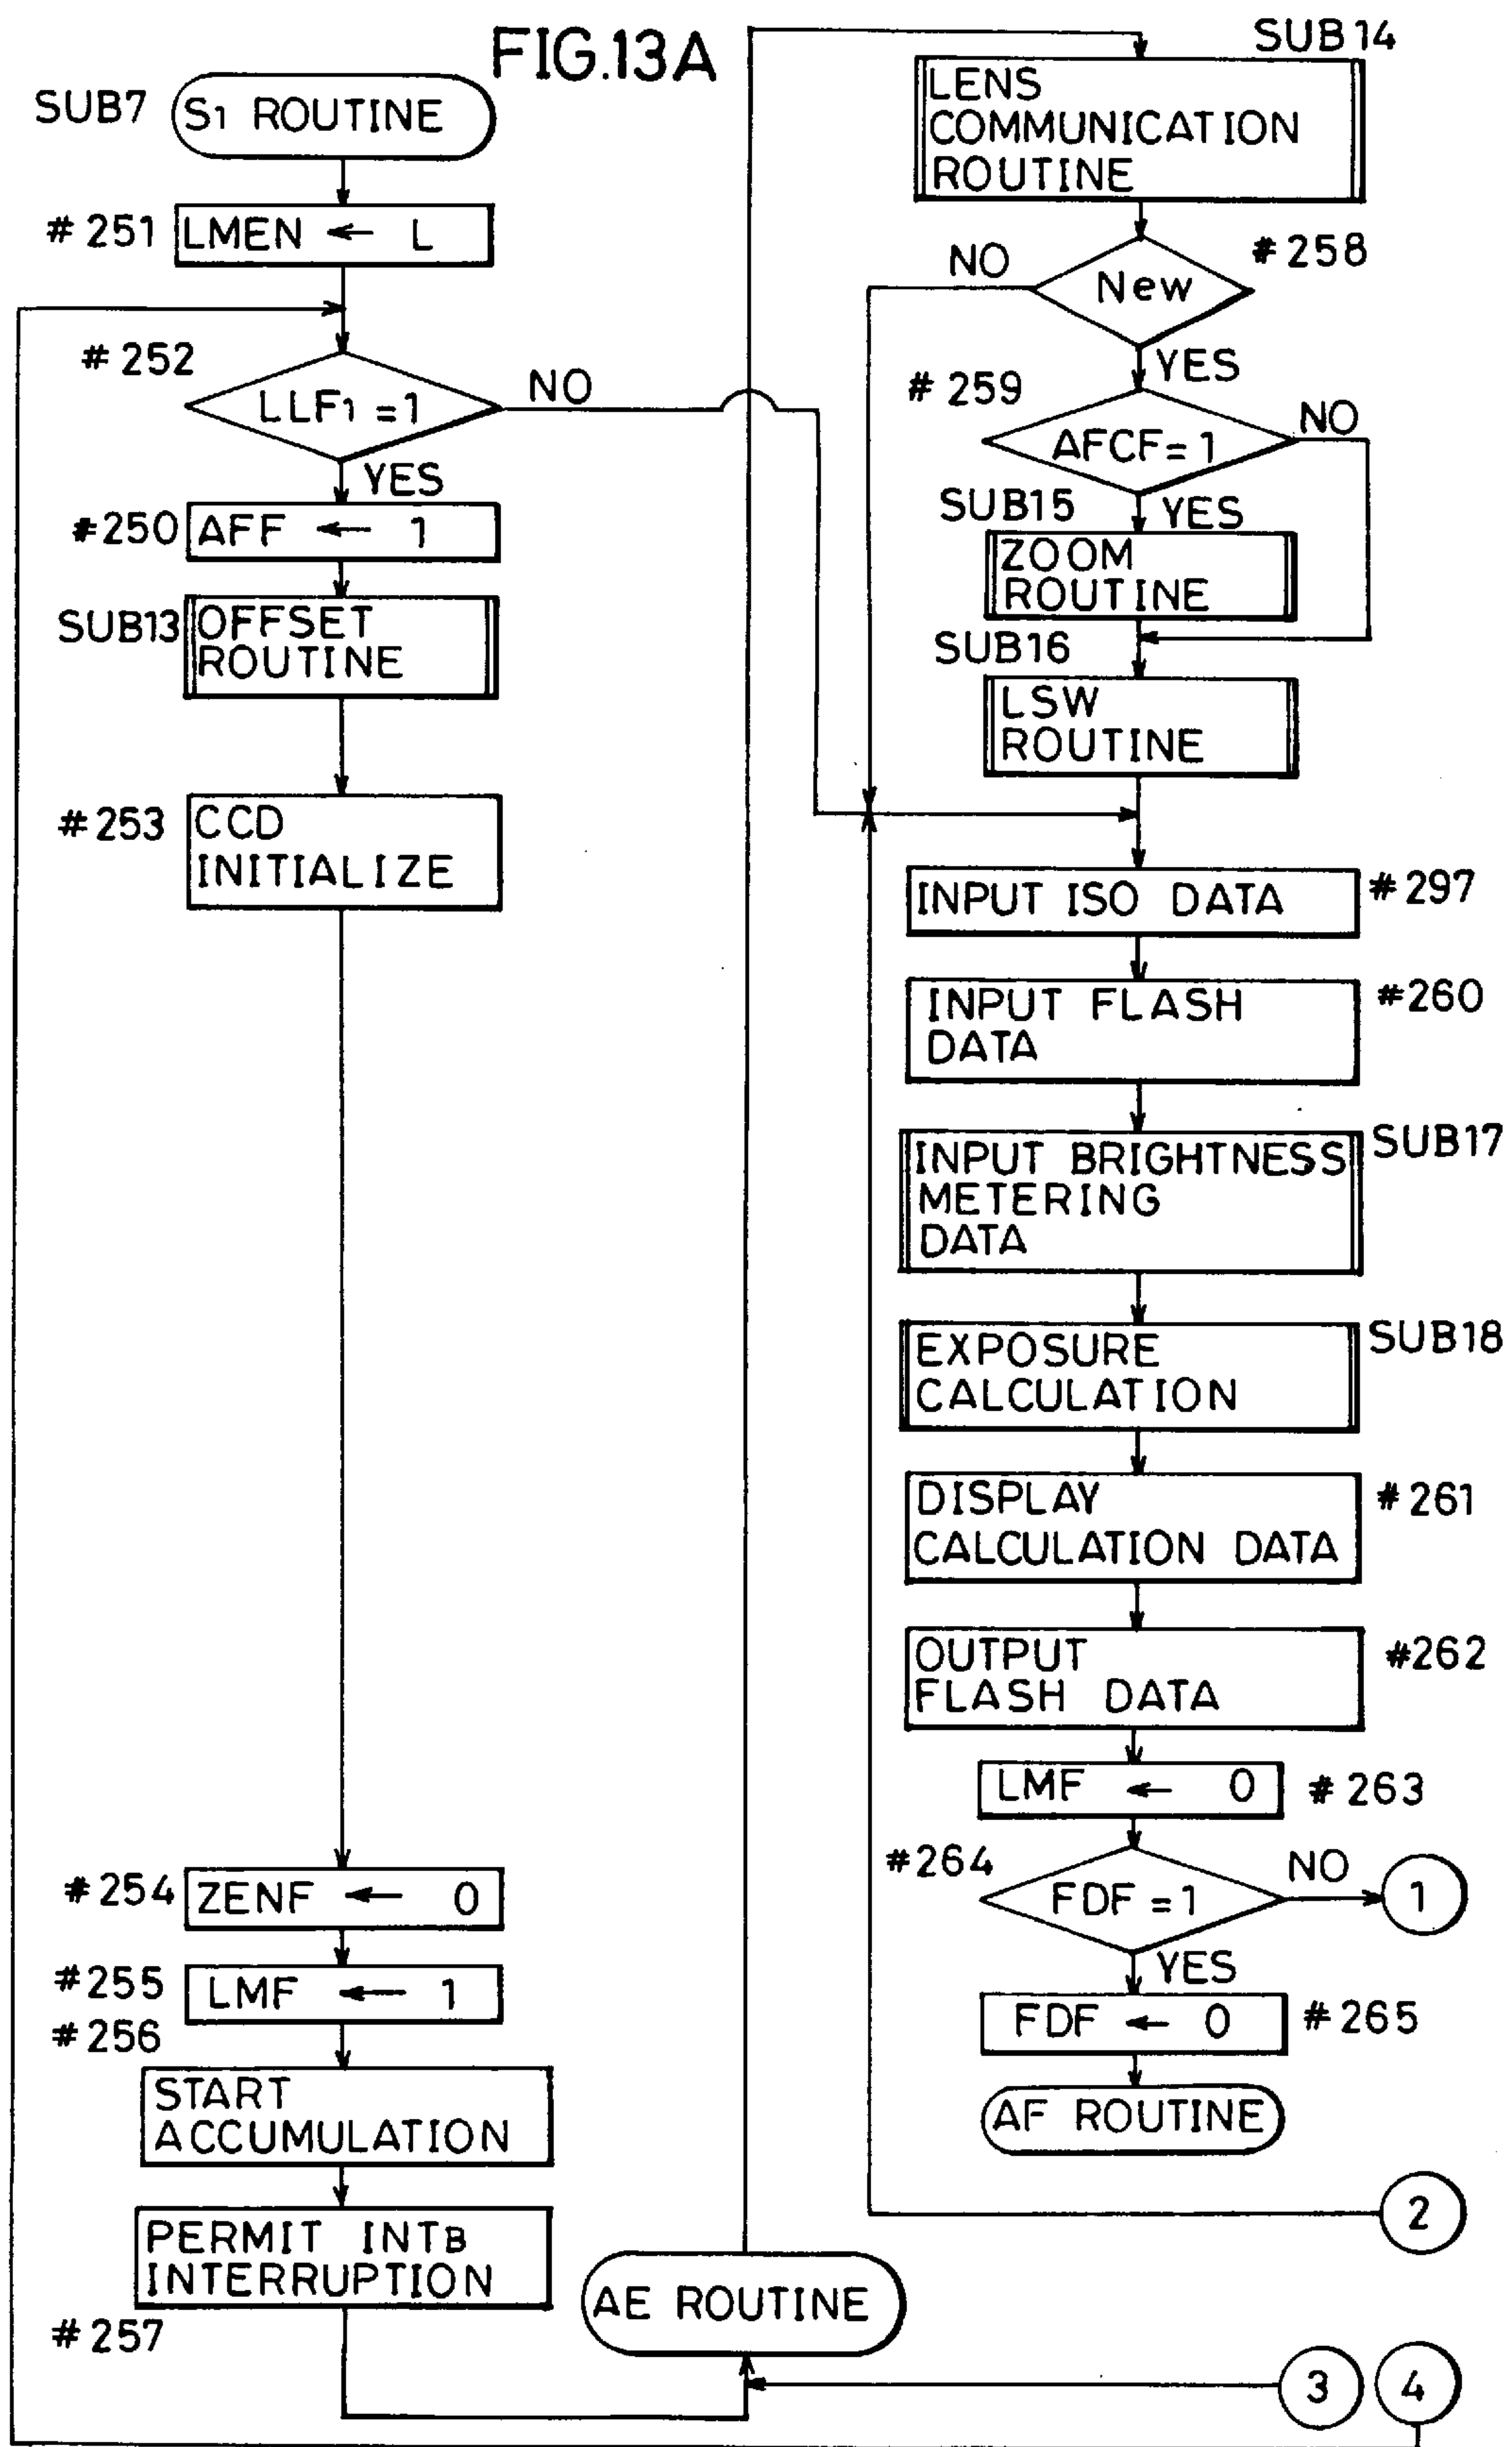 FIG.13A
SUB7
S1 ROUTINE
#251
LMEN ← L
#252
LLF1 = 1
NO
YES
#250
AFF ← 1
SUB13
OFFSET
ROUTINE
#253
CCD
INITIALIZE
#254
ZENF ← 0
#255
LMF ← 1
#256
START
ACCUMULATION
PERMIT INTB
INTERRUPTION
#257
AE ROUTINE
SUB14
LENS
COMMUNICATION
ROUTINE
#258
New
NO
YES
#259
AFCF=1
NO
YES
SUB15
ZOOM
ROUTINE
SUB16
LSW
ROUTINE
INPUT ISO DATA
#297
INPUT FLASH
DATA
#260
INPUT BRIGHTNESS
METERING
DATA
SUB17
EXPOSURE
CALCULATION
SUB18
DISPLAY
CALCULATION DATA
#261
OUTPUT
FLASH DATA
#262
LMF ← 0
#263
#264
FDF = 1
NO
1
YES
FDF ← 0
#265
AF ROUTINE
2
3
4